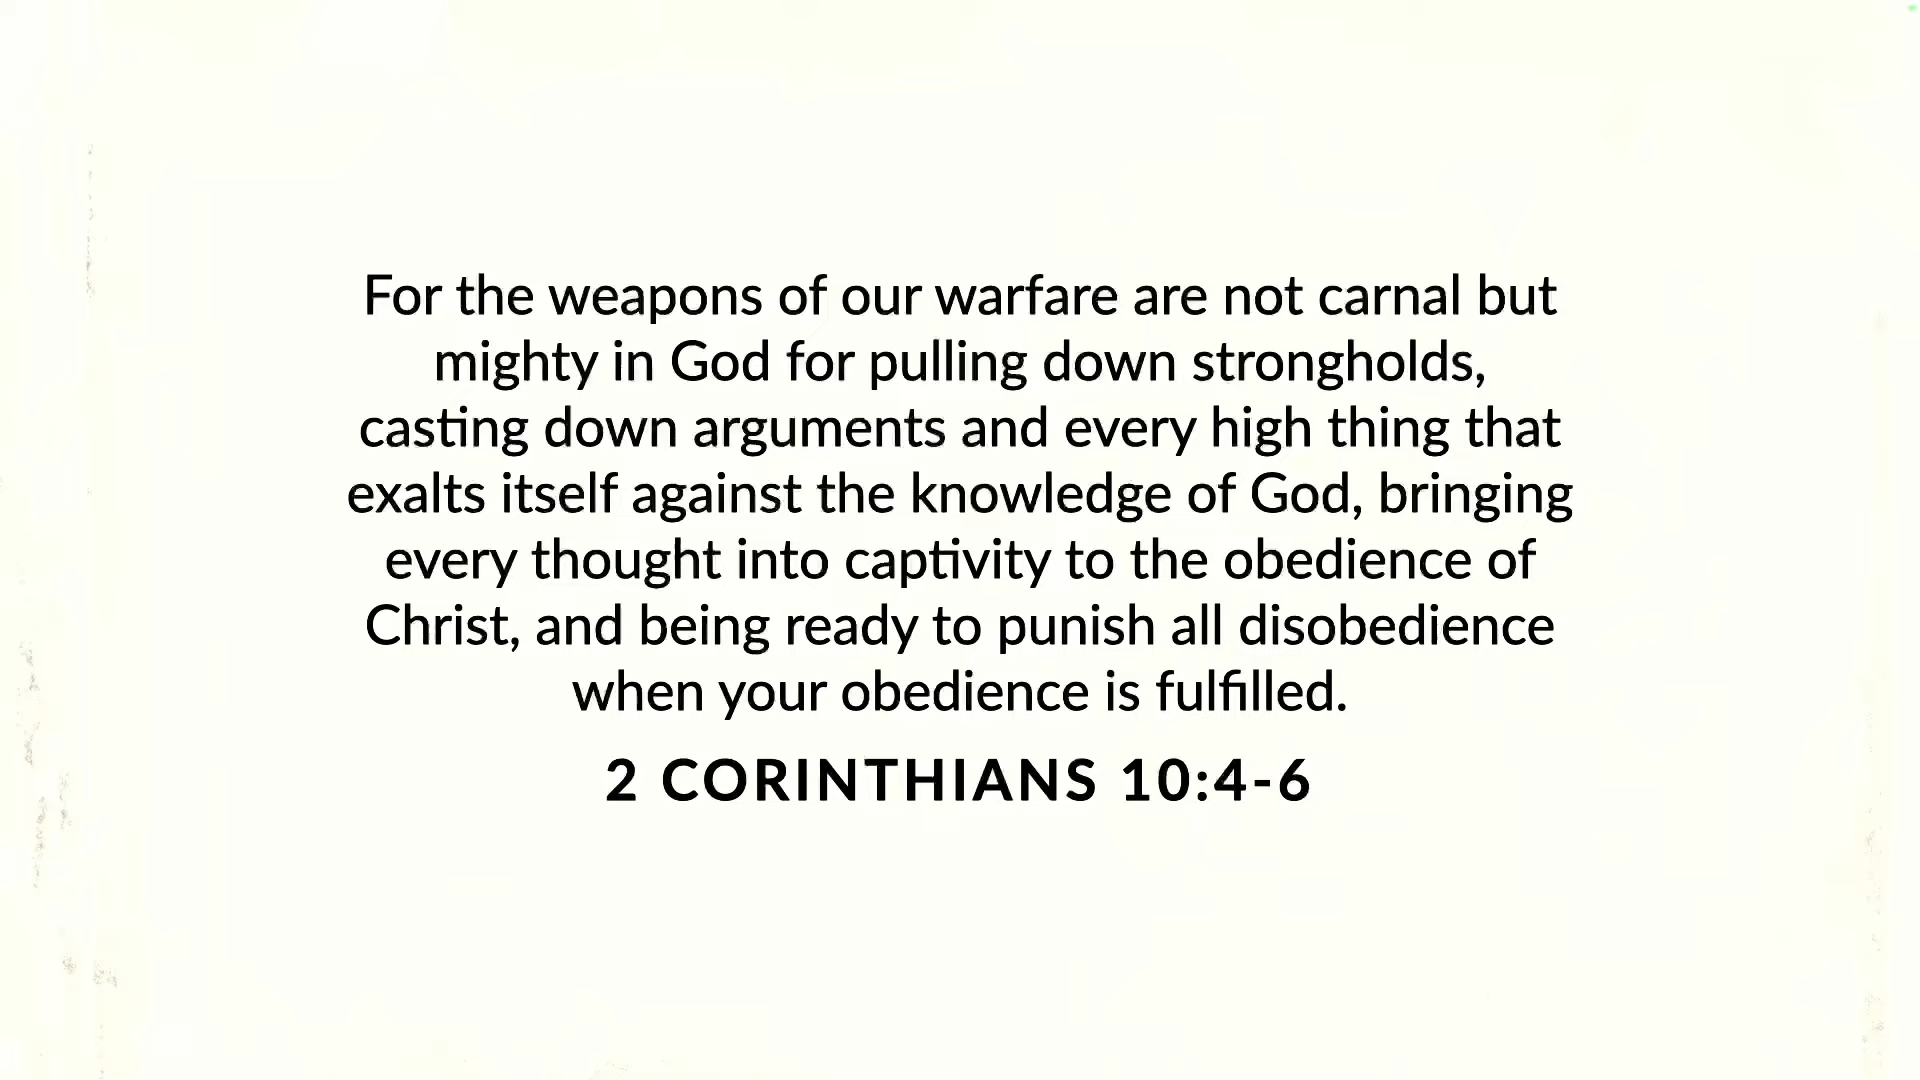 For the weapons of our warfare are not carnal but
mighty in God for pulling down strongholds,
casting down arguments and every high thing that
exalts itself against the knowledge of God, bringing
every thought into captivity to the obedience of
Christ, and being ready to punish all disobedience
when your obedience is fulfilled.
2 CORINTHIANS 10:4-6